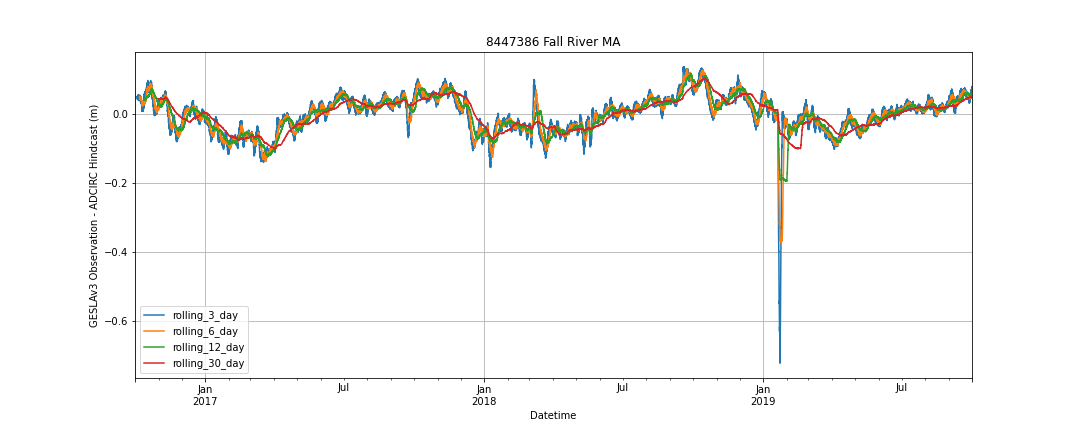 8447386 Fall River MA
GESLAv3 Observation - ADCIRC Hindcast (m)
0.0
−0.2
−0.4
−0.6
rolling_3_day
rolling_6_day
rolling_12_day
rolling_30_day
Jan Jul Jan Jul Jan Jul
2017 2018 2019
Datetime